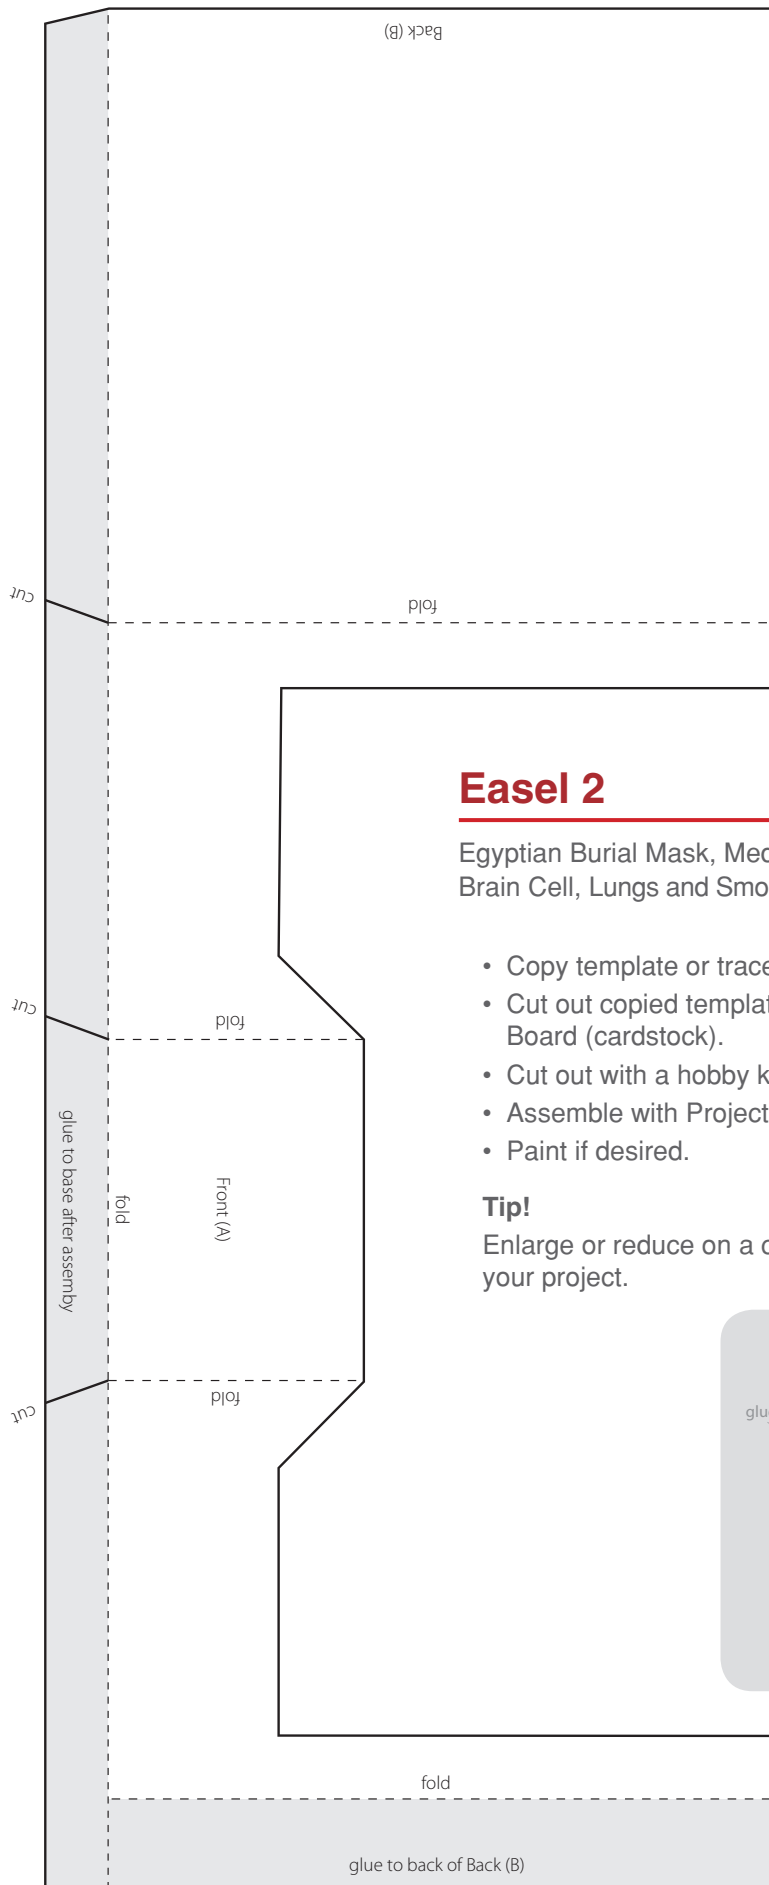 Back (B)
cut
fold
Easel 2
Egyptian Burial Mask, Med
Brain Cell, Lungs and Smo
• Copy template or trace
• Cut out copied templat
Board (cardstock).
• Cut out with a hobby k
• Assemble with Project
• Paint if desired.
Tip!
Enlarge or reduce on a c
your project.
cut
fold
glue to base after assemby
fold
Front (A)
fold
cut
glue
fold
glue to back of Back (B)